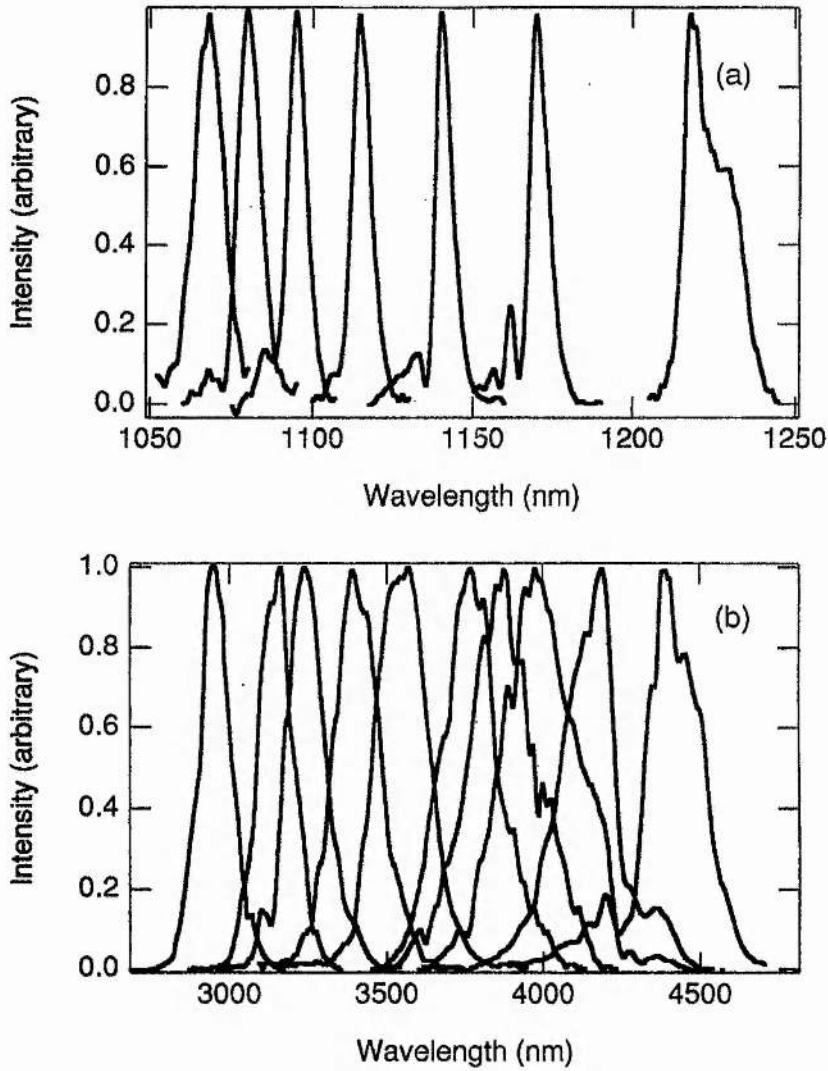 (a)
Intensity (arbitrary)
0.8
0.6
0.4
0.2
0.0
1050 1100 1150 1200 1250
Wavelength (nm)
(b)
Intensity (arbitrary)
1.0
0.8
0.6
0.4
0.2
0.0
3000 3500 4000 4500
Wavelength (nm)